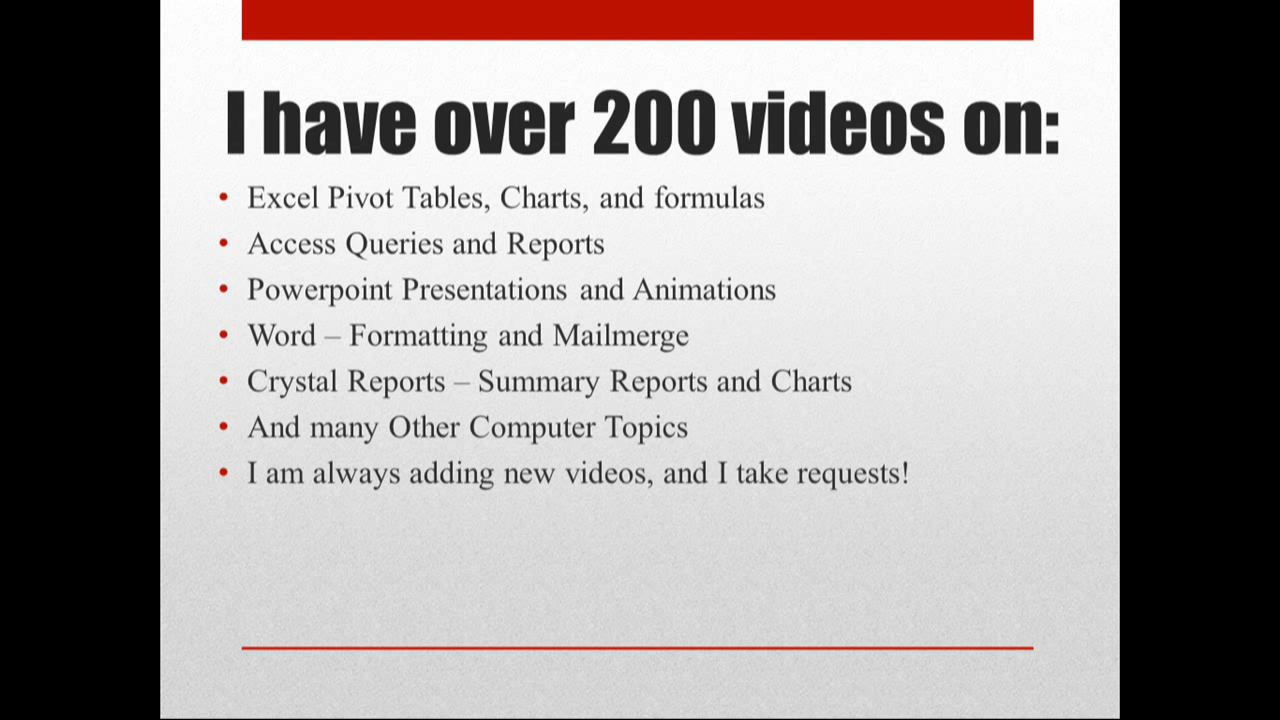 I have over 200 videos on:
• Excel Pivot Tables, Charts, and formulas
• Access Queries and Reports
• Powerpoint Presentations and Animations
• Word – Formatting and Mailmerge
• Crystal Reports – Summary Reports and Charts
• And many Other Computer Topics
• I am always adding new videos, and I take requests!